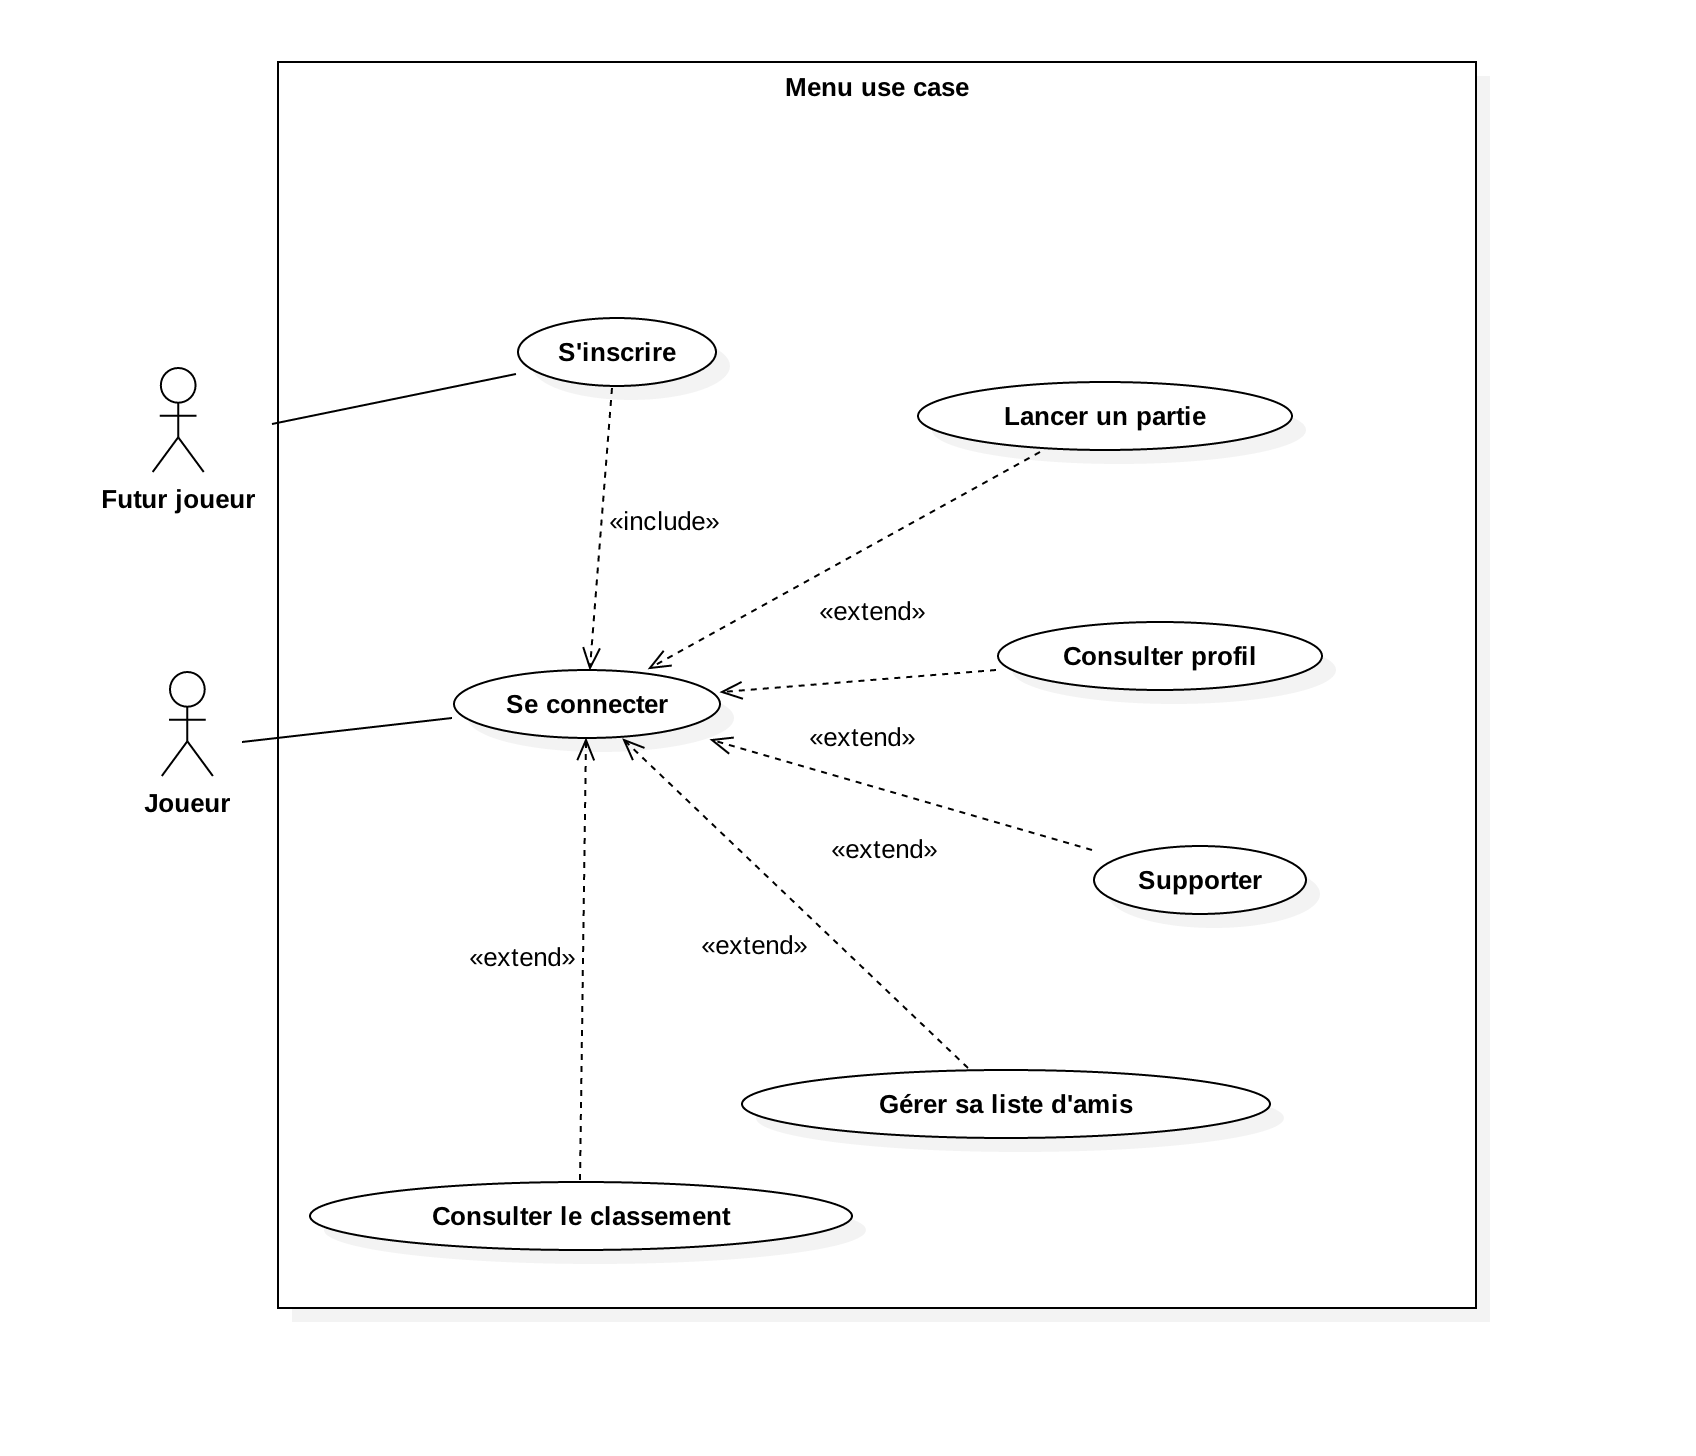 Menu use case
S'inscrire
Lancer un partie
Futur joueur
«include»
«extend»
Consulter profil
Se connecter
«extend»
Joueur
«extend»
Supporter
«extend»
«extend»
Gérer sa liste d'amis
Consulter le classement